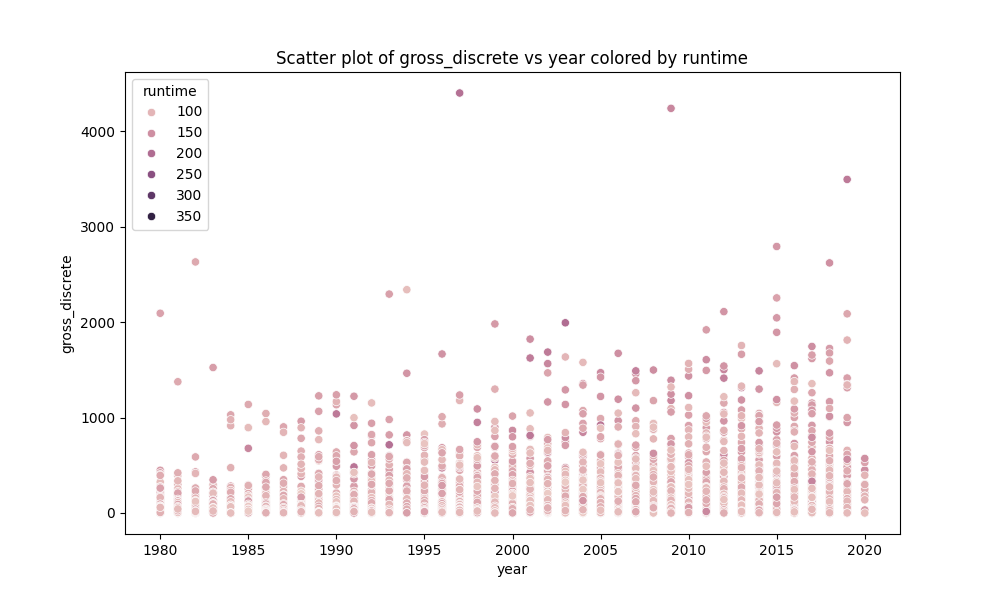 Scatter plot of gross_discrete vs year colored by runtime
runtime
100
150
200
250
300
350
4000
3000
2000
1000
0
gross_discrete
1980 1985 1990 1995 2000 2005 2010 2015 2020
year